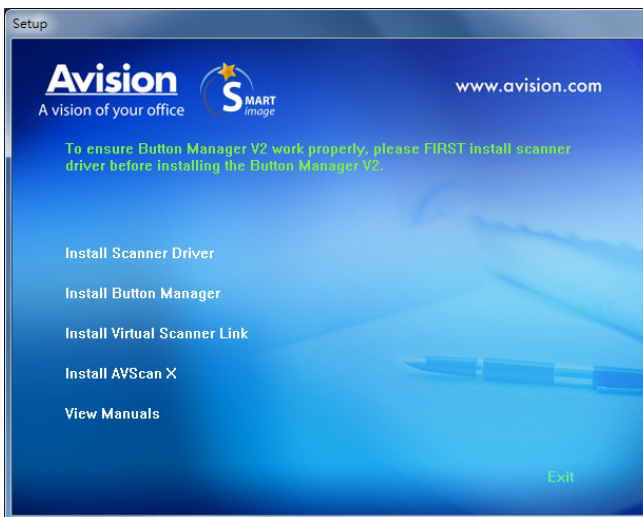 Setup
Avision
A vision of your office
SMART
image
www.avision.com
To ensure Button Manager V2 work properly, please FIRST install scanner
driver before installing the Button Manager V2.
Install Scanner Driver
Install Button Manager
Install Virtual Scanner Link
Install AVScan X
View Manuals
Exit